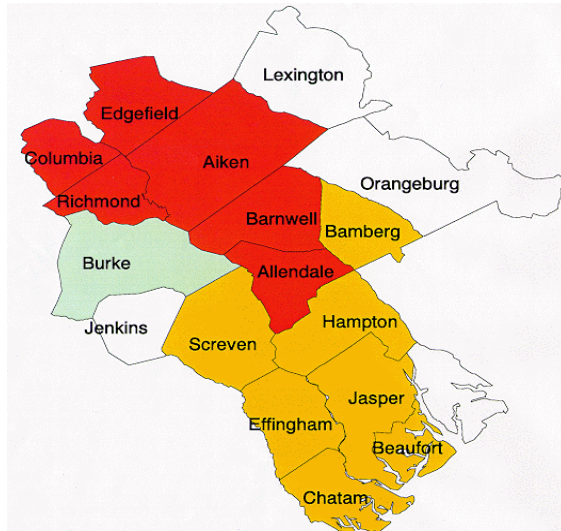 Lexington
Edgefield
Columbia
Aiken
Orangeburg
Richmond
Barnwell
Bamberg
Burke
Allendale
Jenkins
Hampton
Screven
Jasper
Effingham
Beaufort
Chatam